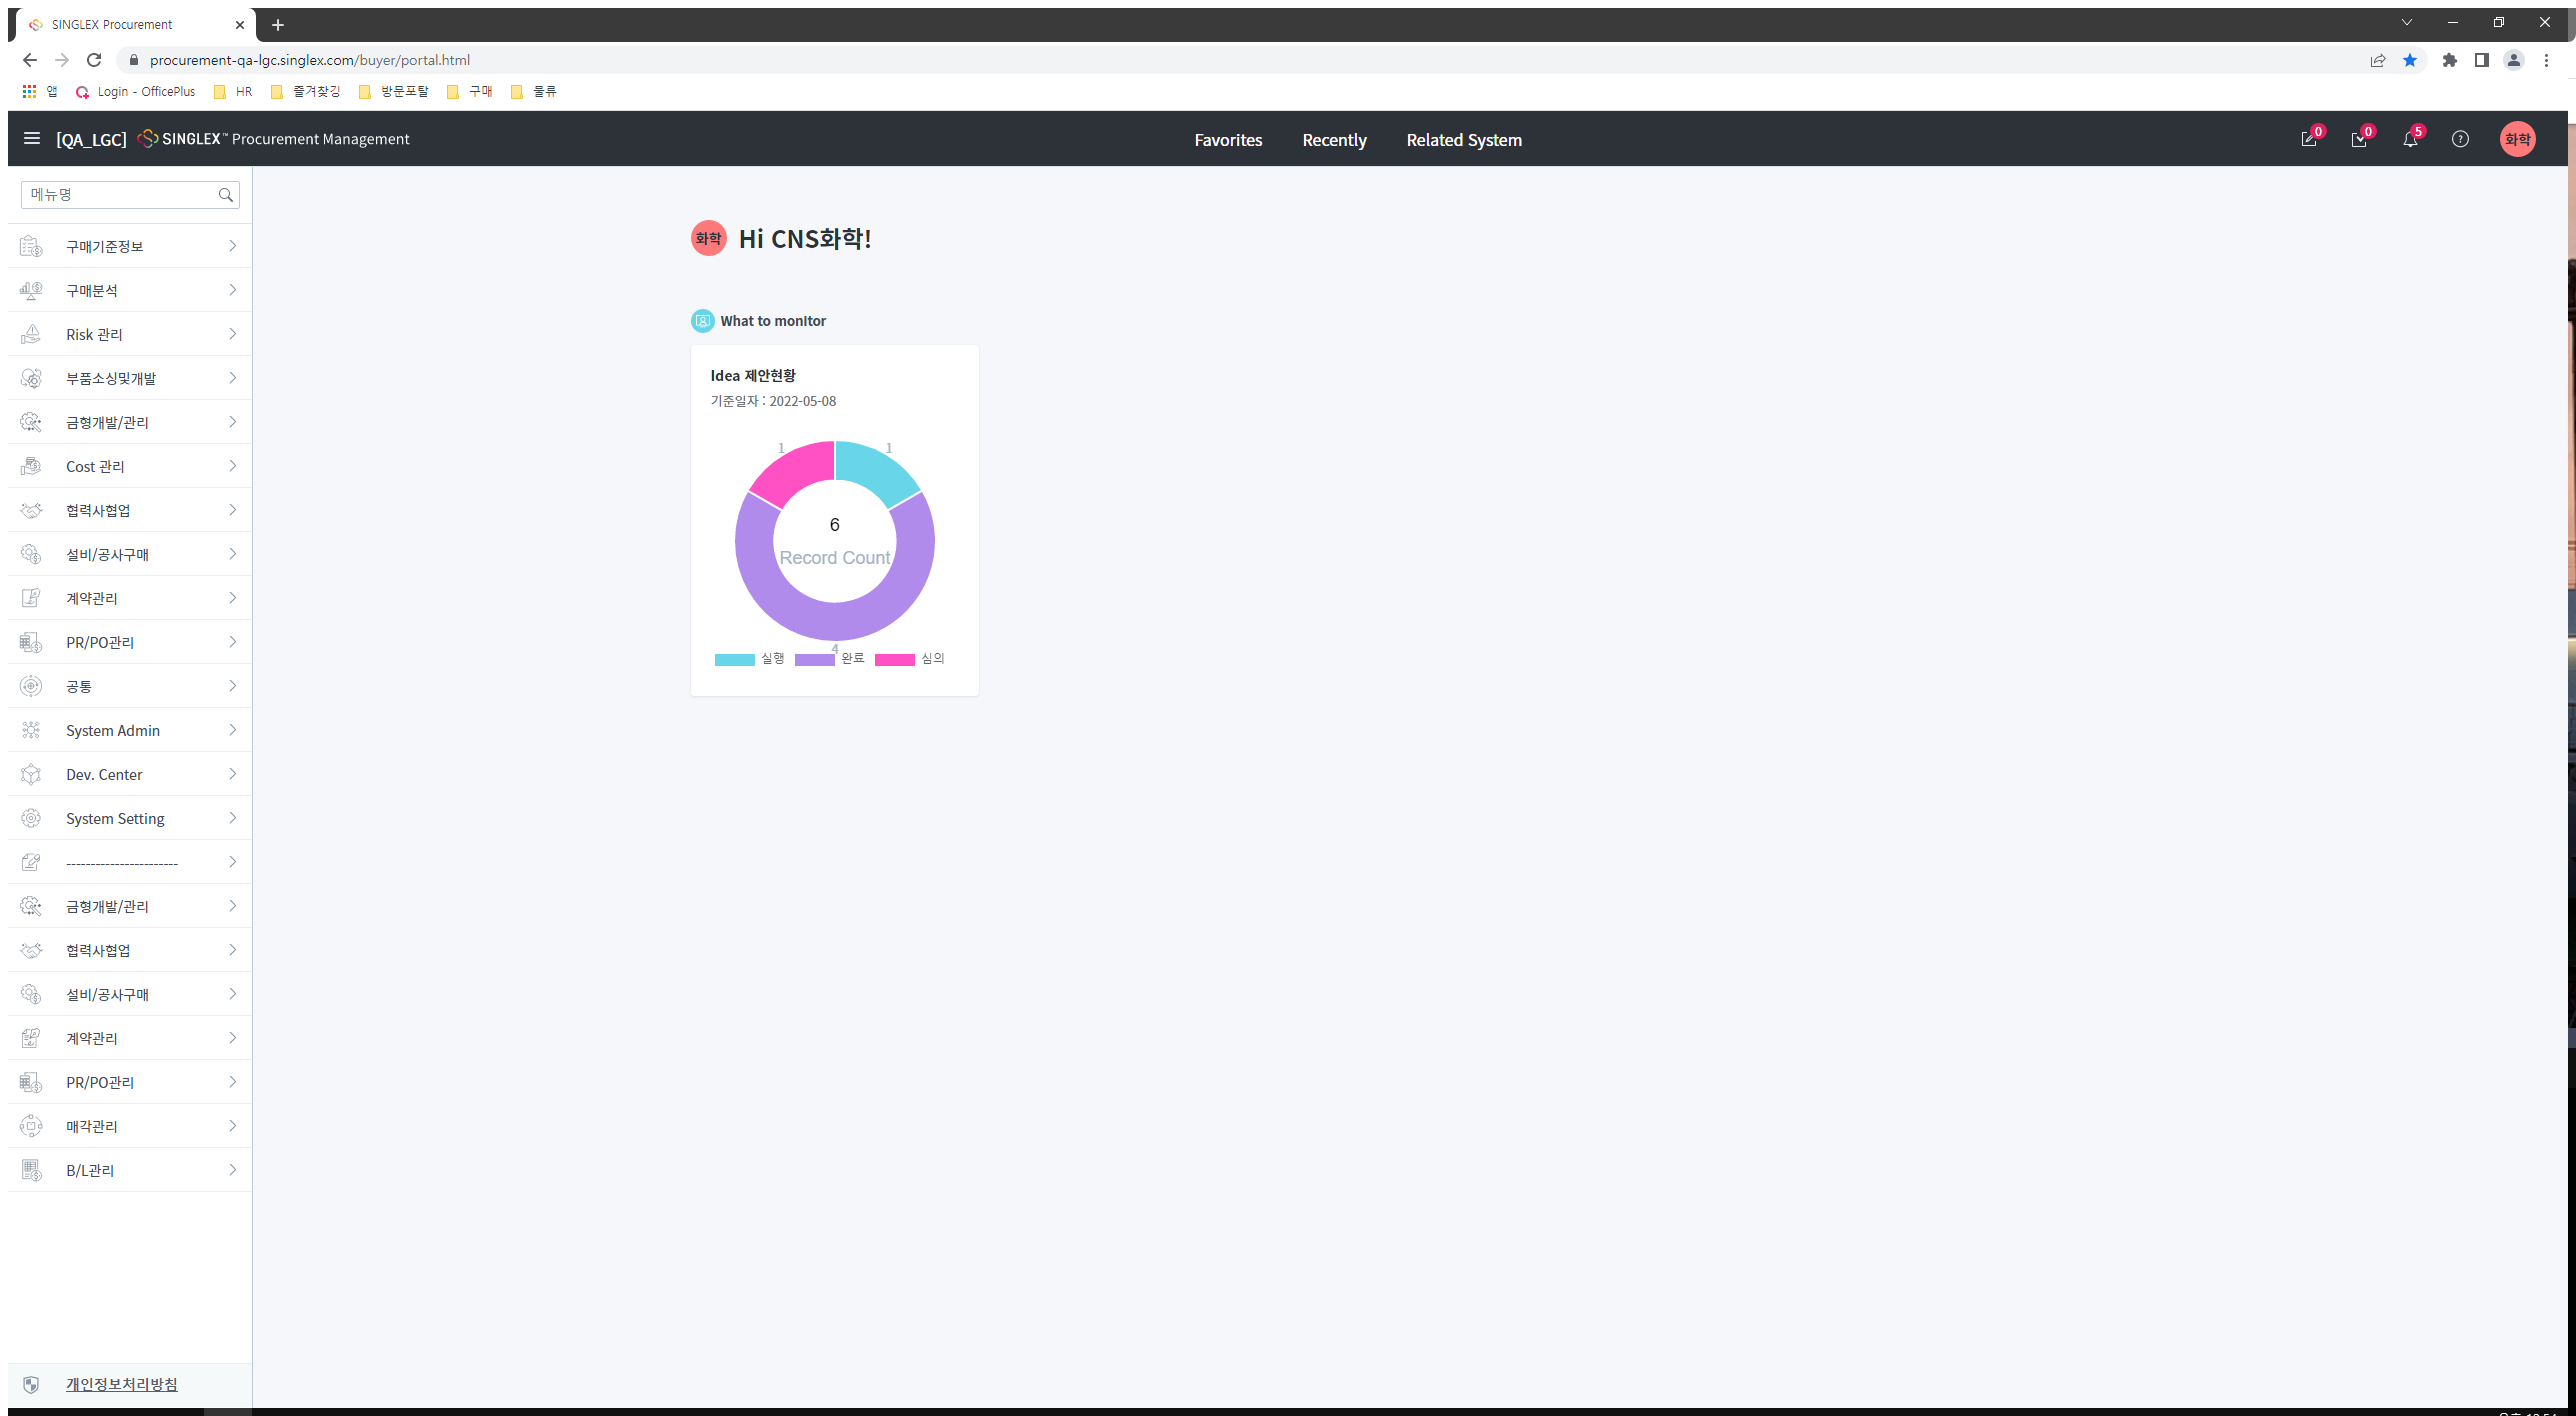 SINGLEX Procurement
procurement-qa-lgc.singlex.com/buyer/portal.html
앱 Login - OfficePlus HR 즐겨찾깅 방문포탈 구매 물류
[QA_LGC] SINGLEX™ Procurement Management Favorites Recently Related System 0 0 5 화학
메뉴명
구매기준정보
구매분석
Risk 관리
부품소싱및개발
금형개발/관리
Cost 관리
협력사협업
설비/공사구매
계약관리
PR/PO관리
공통
System Admin
Dev. Center
System Setting
-----------------------
금형개발/관리
협력사협업
설비/공사구매
계약관리
PR/PO관리
매각관리
B/L관리
개인정보처리방침
화학 Hi CNS화학!
What to monitor
Idea 제안현황
기준일자 : 2022-05-08
1 1
6
Record Count
4
실행 완료 심의